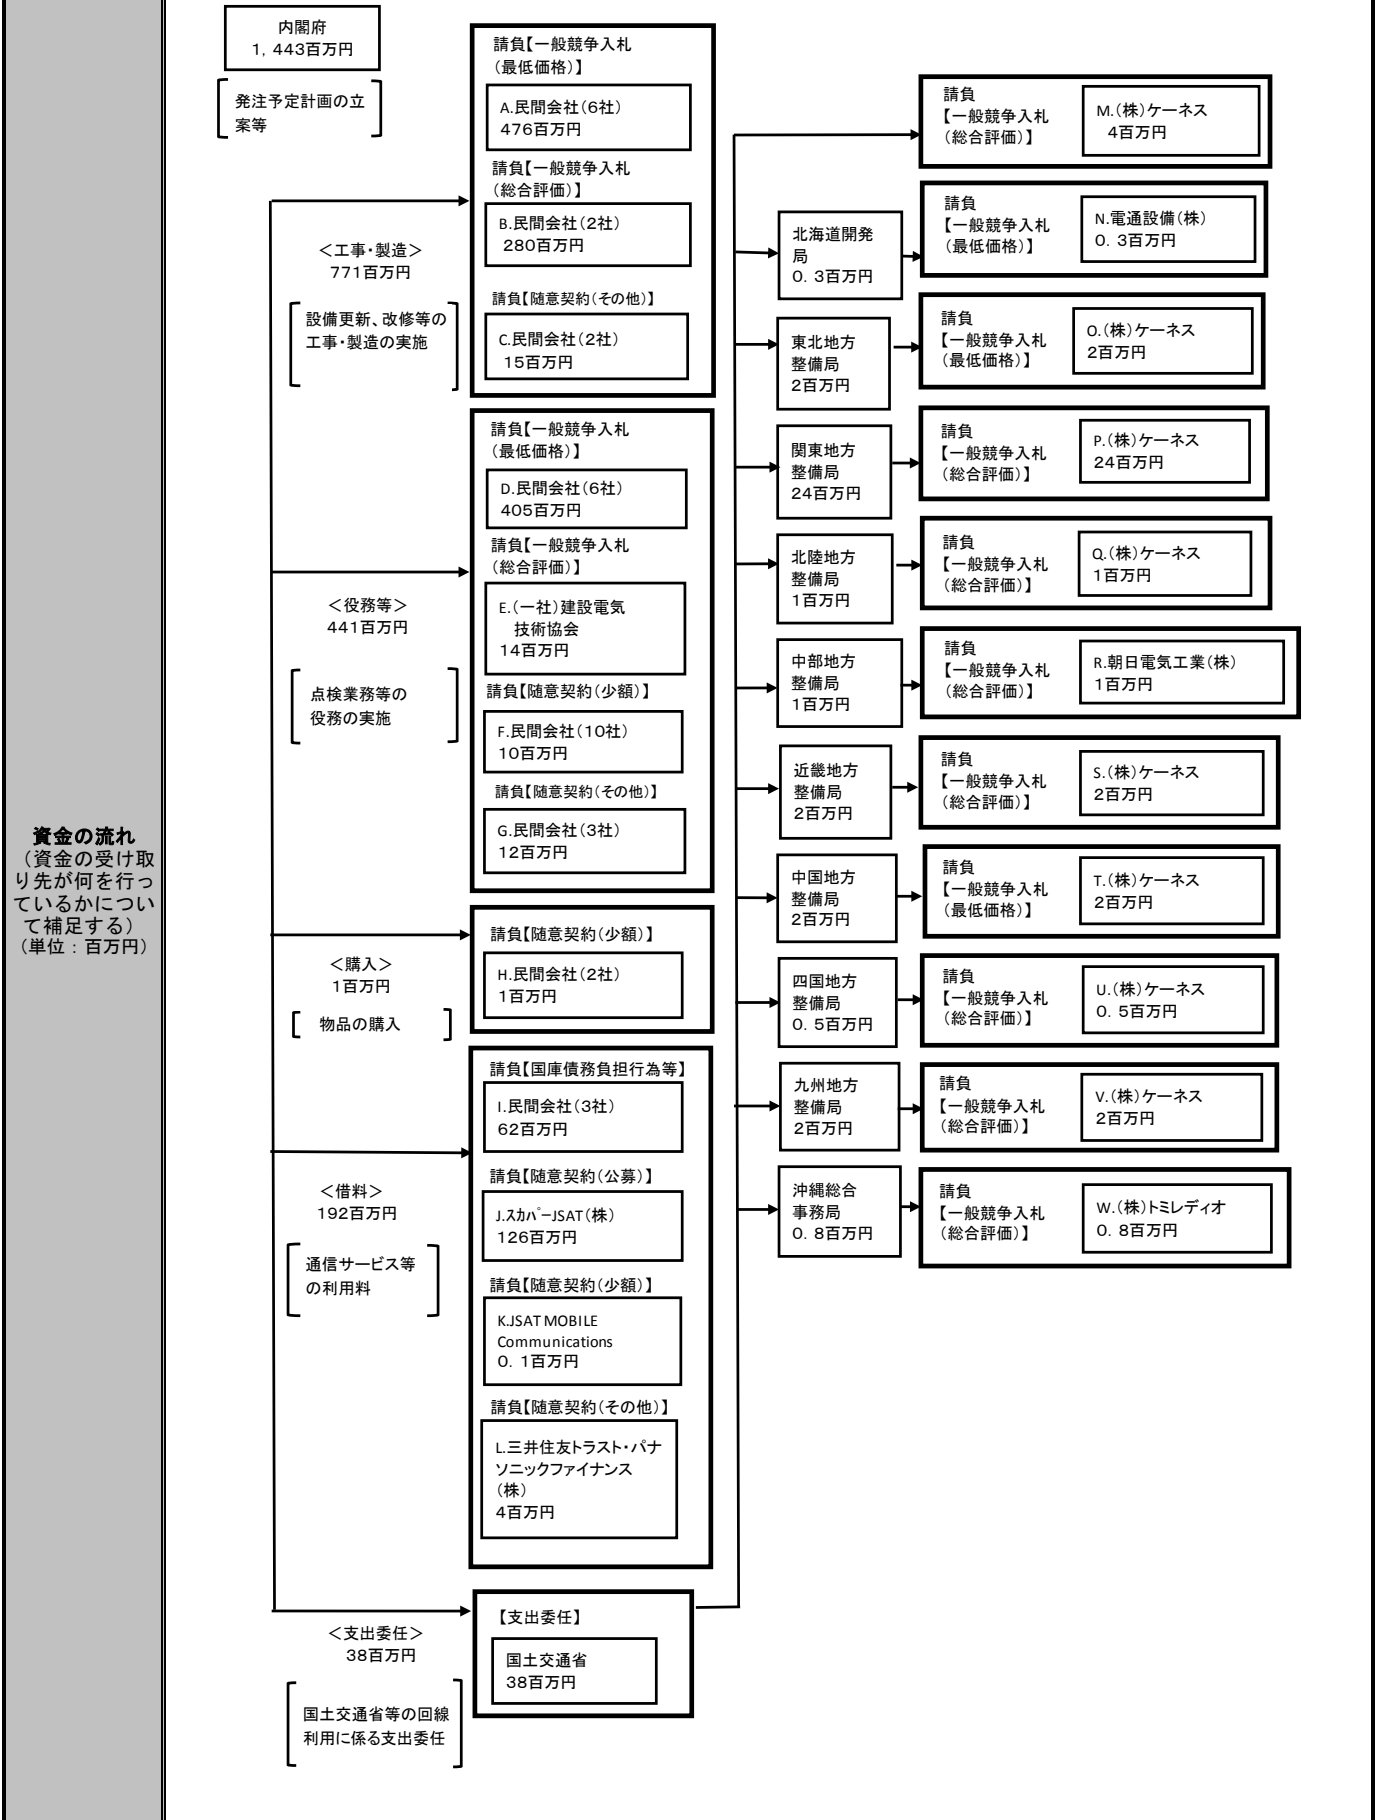 資金の流れ
（資金の受け取
り先が何を行っ
ているかについ
て補足する）
（単位：百万円）
内閣府
１，４４３百万円
発注予定計画の立
案等
＜工事・製造＞
771百万円
設備更新、改修等の
工事・製造の実施
請負【一般競争入札
（最低価格）】
A.民間会社（6社）
476百万円
請負【一般競争入札
（総合評価）】
B.民間会社（2社）
280百万円
請負【随意契約（その他）】
C.民間会社（2社）
15百万円
＜役務等＞
441百万円
点検業務等の
役務の実施
請負【一般競争入札
（最低価格）】
D.民間会社（6社）
405百万円
請負【一般競争入札
（総合評価）】
E.（一社）建設電気
技術協会
14百万円
請負【随意契約（少額）】
F.民間会社（10社）
10百万円
請負【随意契約（その他）】
G.民間会社（3社）
12百万円
＜購入＞
1百万円
物品の購入
請負【随意契約（少額）】
H.民間会社（2社）
1百万円
＜借料＞
192百万円
通信サービス等
の利用料
請負【国庫債務負担行為等】
I.民間会社（3社）
62百万円
請負【随意契約（公募）】
J.ｽｶﾊﾟｰJSAT（株）
126百万円
請負【随意契約（少額）】
K.JSAT MOBILE
Communications
０．１百万円
請負【随意契約（その他）】
L.三井住友トラスト・パナ
ソニックファイナンス
（株）
4百万円
＜支出委任＞
38百万円
国土交通省等の回線
利用に係る支出委任
【支出委任】
国土交通省
38百万円
請負
【一般競争入札
（総合評価）】
M.（株）ケーネス
4百万円
北海道開発
局
０．３百万円
請負
【一般競争入札
（最低価格）】
N.電通設備（株）
０．３百万円
東北地方
整備局
2百万円
請負
【一般競争入札
（最低価格）】
O.（株）ケーネス
2百万円
関東地方
整備局
24百万円
請負
【一般競争入札
（総合評価）】
P.（株）ケーネス
24百万円
北陸地方
整備局
1百万円
請負
【一般競争入札
（総合評価）】
Q.（株）ケーネス
1百万円
中部地方
整備局
1百万円
請負
【一般競争入札
（総合評価）】
R.朝日電気工業（株）
1百万円
近畿地方
整備局
2百万円
請負
【一般競争入札
（総合評価）】
S.（株）ケーネス
2百万円
中国地方
整備局
2百万円
請負
【一般競争入札
（最低価格）】
T.（株）ケーネス
2百万円
四国地方
整備局
０．５百万円
請負
【一般競争入札
（総合評価）】
U.（株）ケーネス
０．５百万円
九州地方
整備局
2百万円
請負
【一般競争入札
（総合評価）】
V.（株）ケーネス
2百万円
沖縄総合
事務局
０．８百万円
請負
【一般競争入札
（総合評価）】
W.（株）トミレディオ
０．８百万円